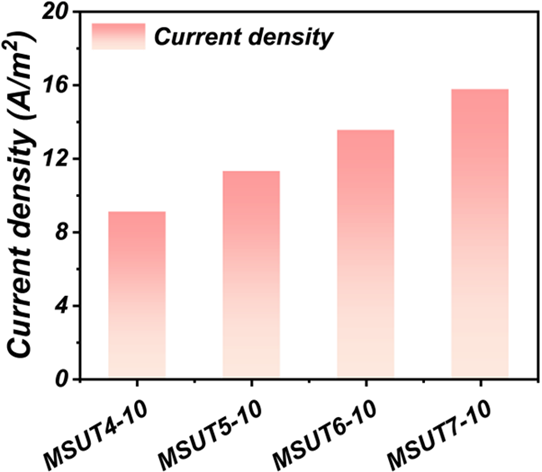 Current density (A/m²)
20
16
12
8
4
0
Current density
MSUT4-10
MSUT5-10
MSUT6-10
MSUT7-10